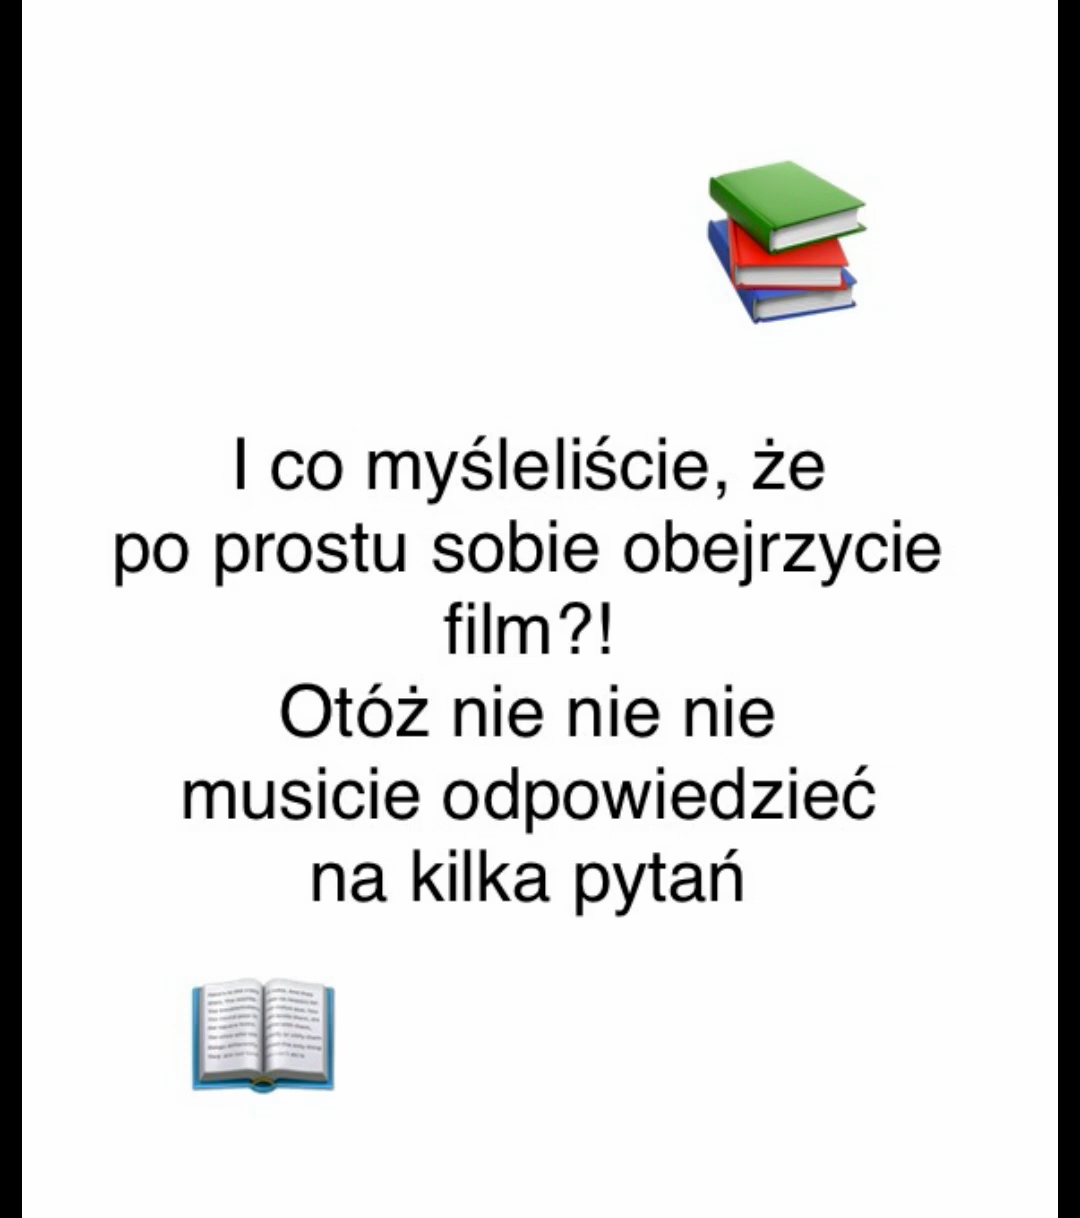 I co myśleliście, że
po prostu sobie obejrzycie
film?!
Otóż nie nie nie
musicie odpowiedzieć
na kilka pytań